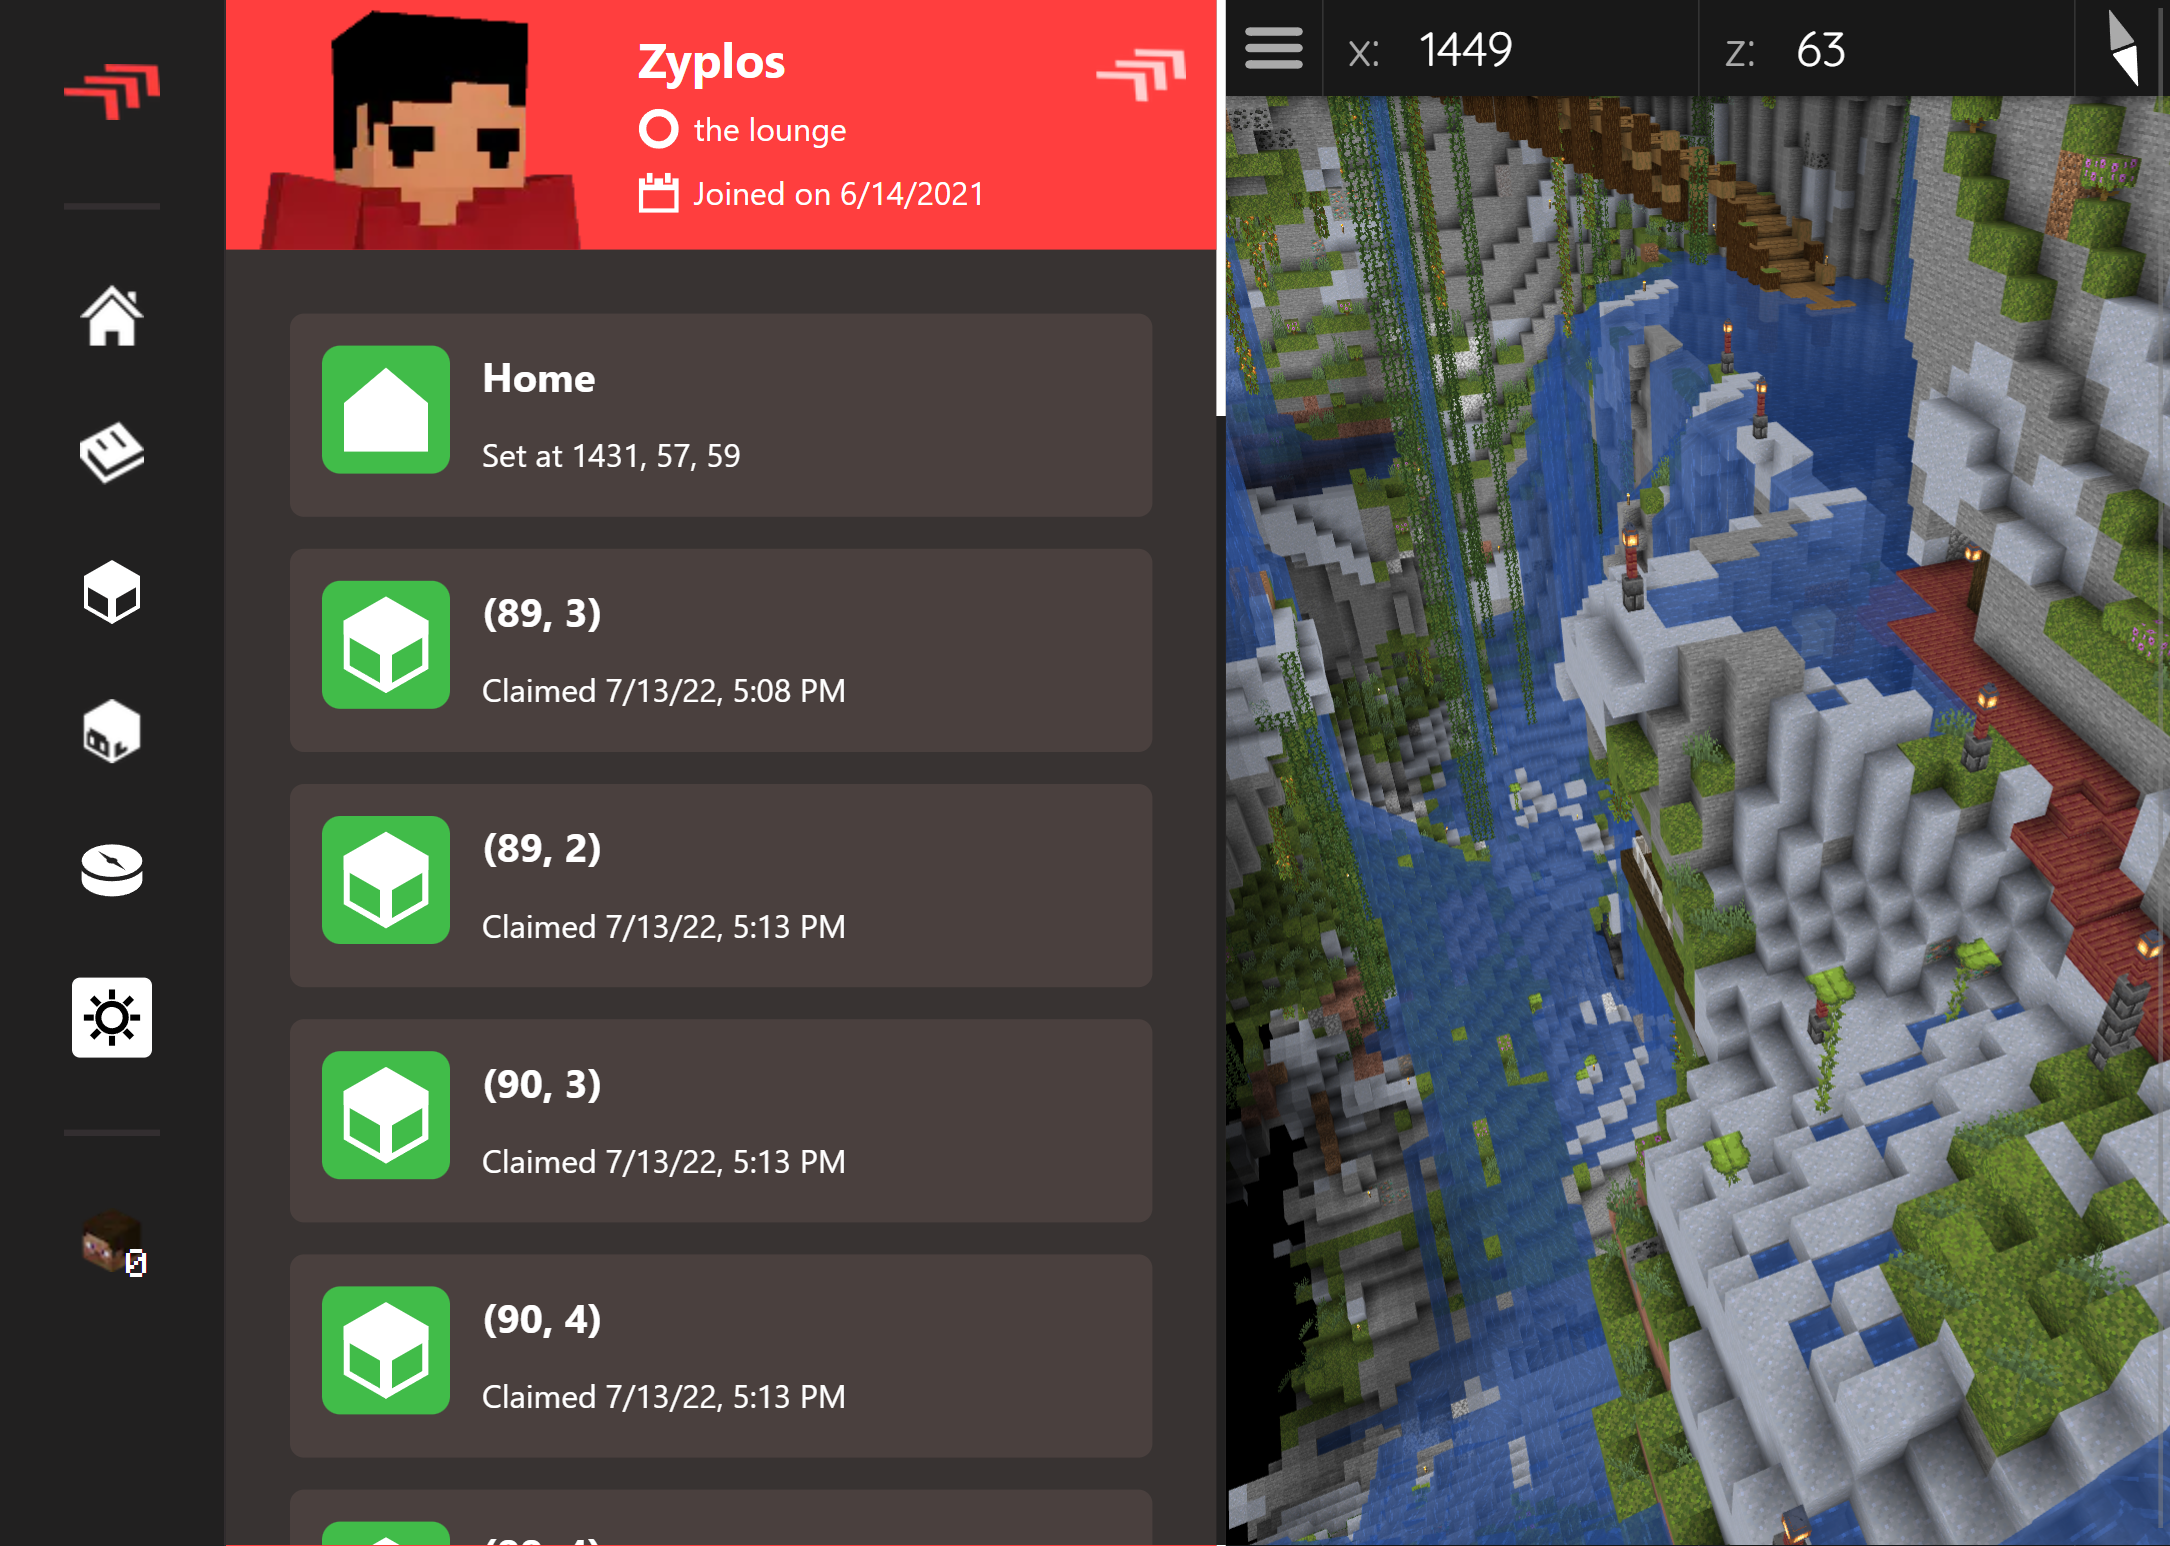 Zyplos
the lounge
Joined on 6/14/2021
Home
Set at 1431, 57, 59
(89, 3)
Claimed 7/13/22, 5:08 PM
(89, 2)
Claimed 7/13/22, 5:13 PM
(90, 3)
Claimed 7/13/22, 5:13 PM
(90, 4)
Claimed 7/13/22, 5:13 PM
0
x: 1449
z: 63